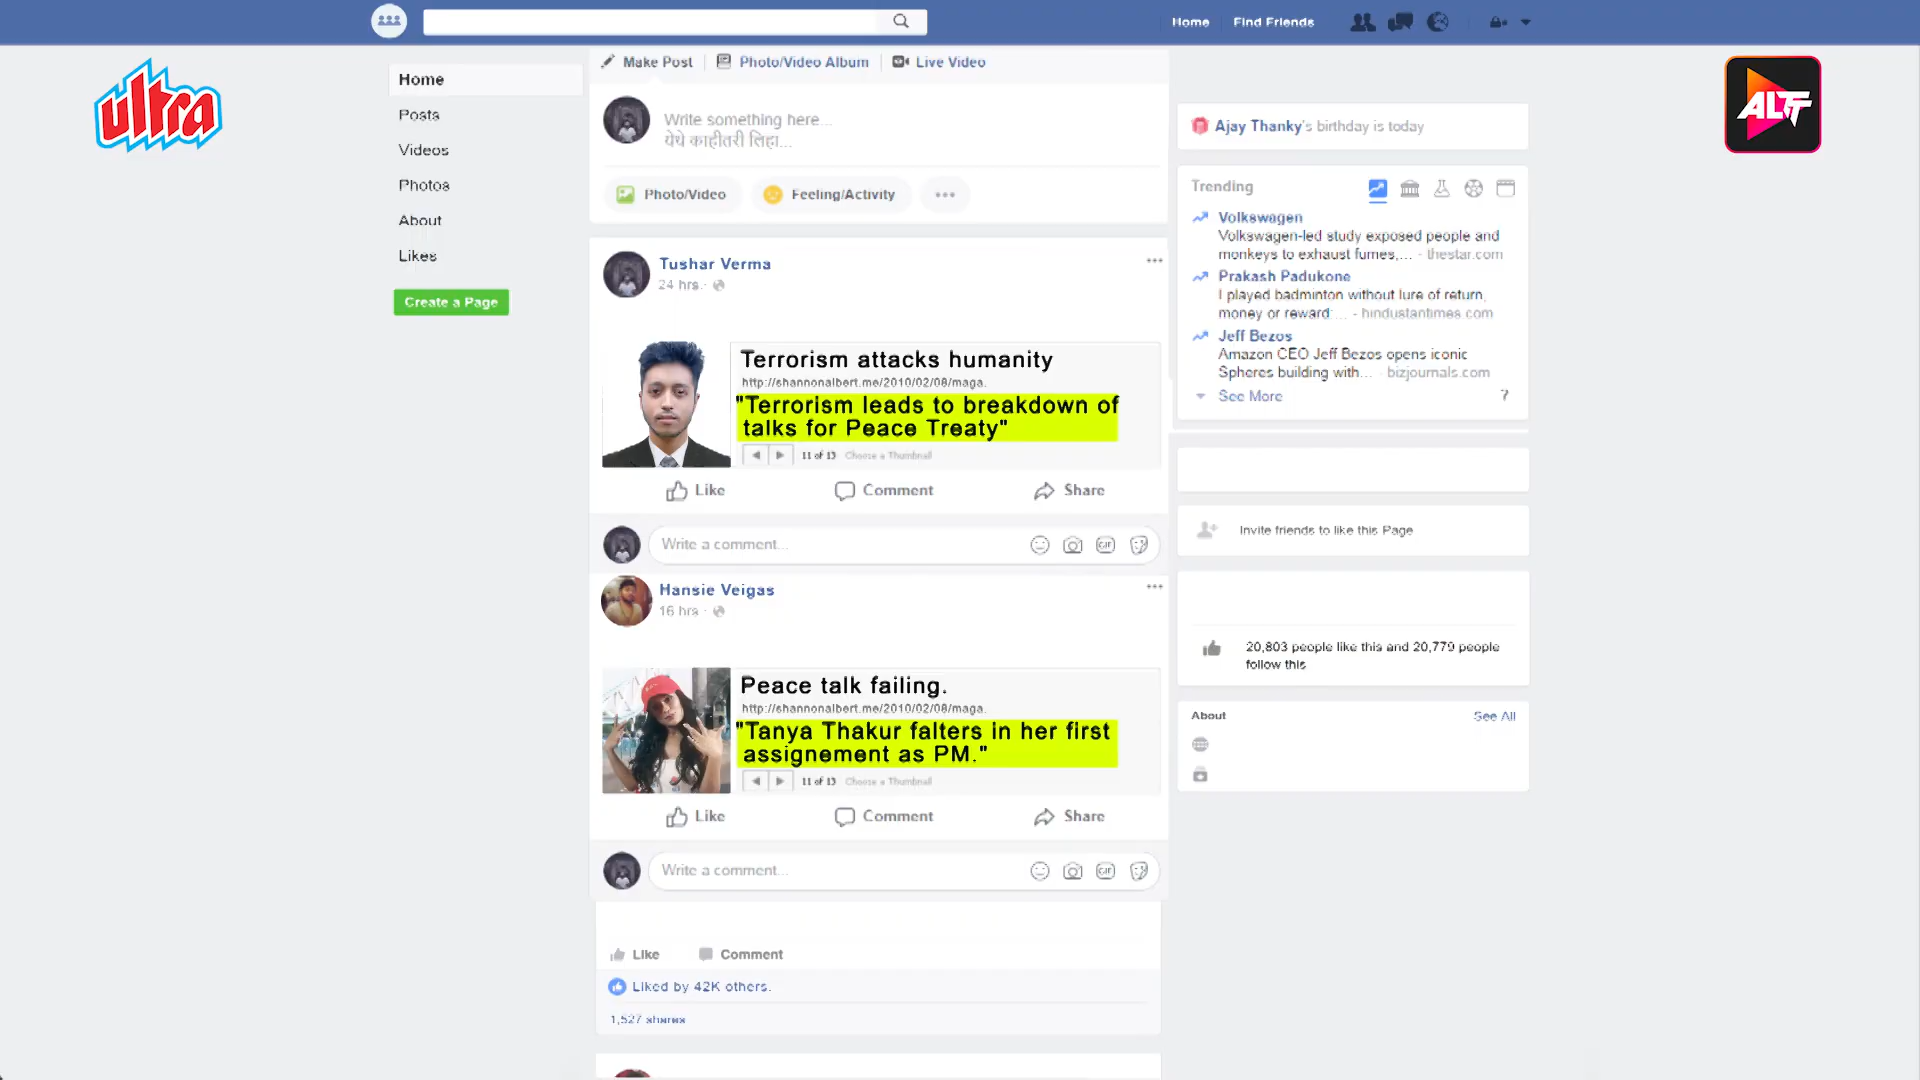 Home
Find Friends
ultra
ALTT
Home
Posts
Videos
Photos
About
Likes
Create a Page
Make Post
Photo/Video Album
Live Video
Write something here...
येथे काहीतरी लिहा...
Photo/Video
Feeling/Activity
Tushar Verma
24 hrs.
Terrorism attacks humanity
http://shannonalbert.me/2010/02/08/maga.
"Terrorism leads to breakdown of
talks for Peace Treaty"
11 of 13 Choose a Thumbnail
Like
Comment
Share
Write a comment...
GIF
Hansie Veigas
16 hrs
Peace talk failing.
http://shannonalbert.me/2010/02/08/maga.
"Tanya Thakur falters in her first
assignement as PM."
11 of 13 Choose a Thumbnail
Like
Comment
Share
Write a comment...
GIF
Like
Comment
Liked by 42K others.
1,527 shares
Ajay Thanky's birthday is today
Trending
Volkswagen
Volkswagen-led study exposed people and
monkeys to exhaust fumes,... - thestar.com
Prakash Padukone
I played badminton without lure of return,
money or reward: ... - hindustantimes.com
Jeff Bezos
Amazon CEO Jeff Bezos opens iconic
Spheres building with... bizjournals.com
See More
?
Invite friends to like this Page
20,803 people like this and 20,779 people
follow this
About
See All